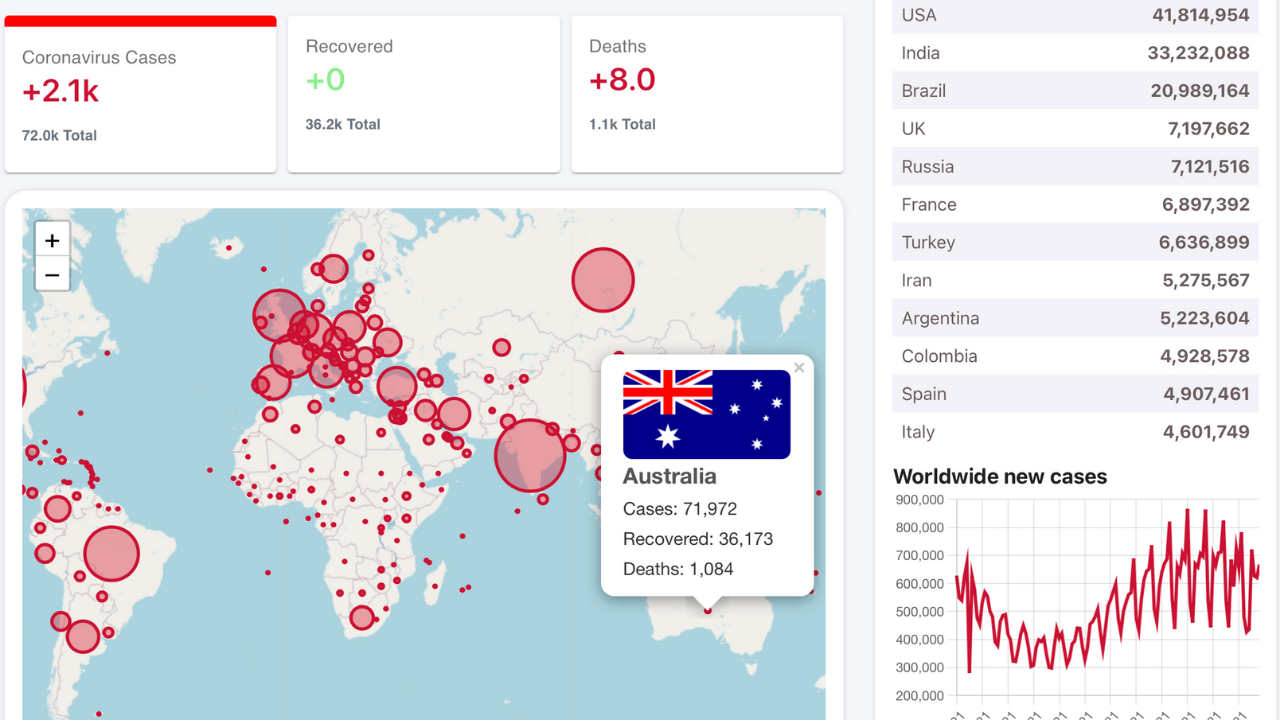 Coronavirus Cases
+2.1k
72.0k Total
Recovered
+0
36.2k Total
Deaths
+8.0
1.1k Total
+
−
×
Australia
Cases: 71,972
Recovered: 36,173
Deaths: 1,084
USA 41,814,954
India 33,232,088
Brazil 20,989,164
UK 7,197,662
Russia 7,121,516
France 6,897,392
Turkey 6,636,899
Iran 5,275,567
Argentina 5,223,604
Colombia 4,928,578
Spain 4,907,461
Italy 4,601,749
Worldwide new cases
900,000
800,000
700,000
600,000
500,000
400,000
300,000
200,000